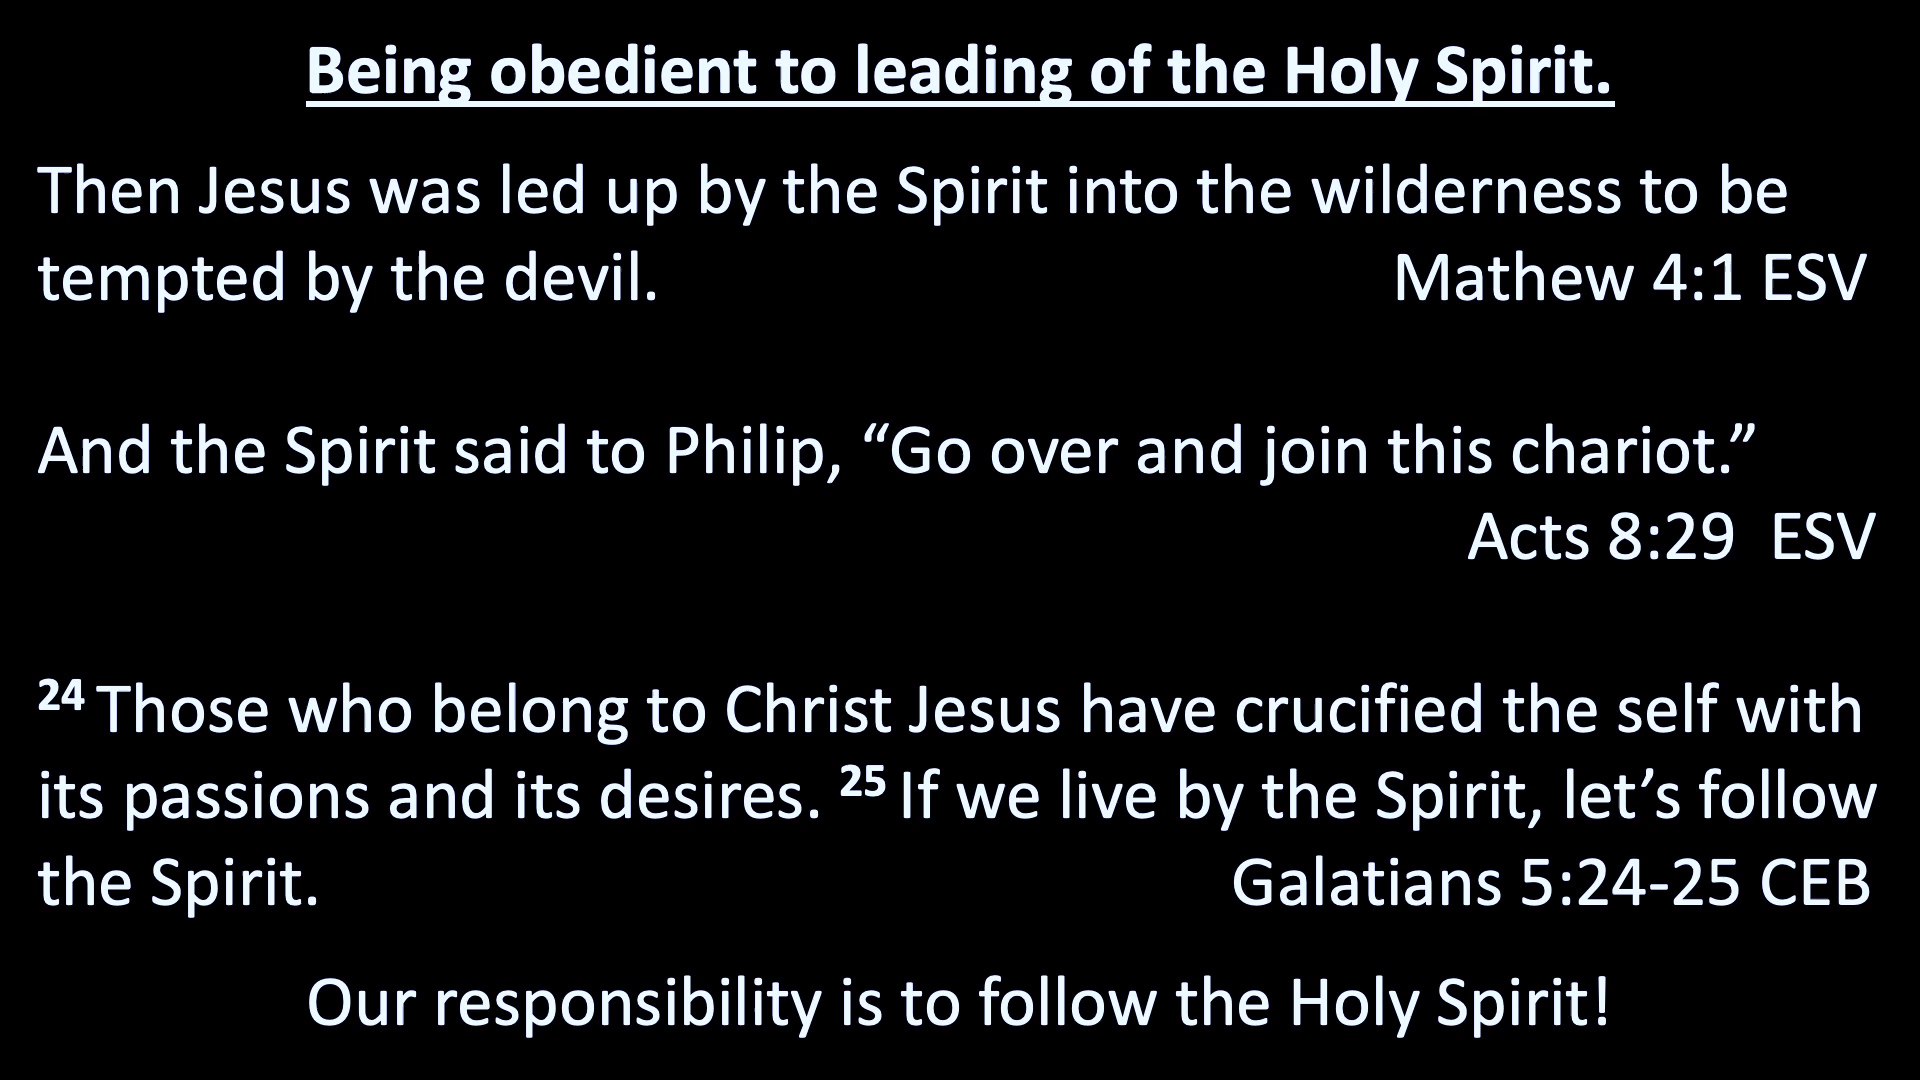 Being obedient to leading of the Holy Spirit.
Then Jesus was led up by the Spirit into the wilderness to be
tempted by the devil. Mathew 4:1 ESV
And the Spirit said to Philip, “Go over and join this chariot.”
Acts 8:29 ESV
24 Those who belong to Christ Jesus have crucified the self with
its passions and its desires. 25 If we live by the Spirit, let’s follow
the Spirit. Galatians 5:24-25 CEB
Our responsibility is to follow the Holy Spirit!